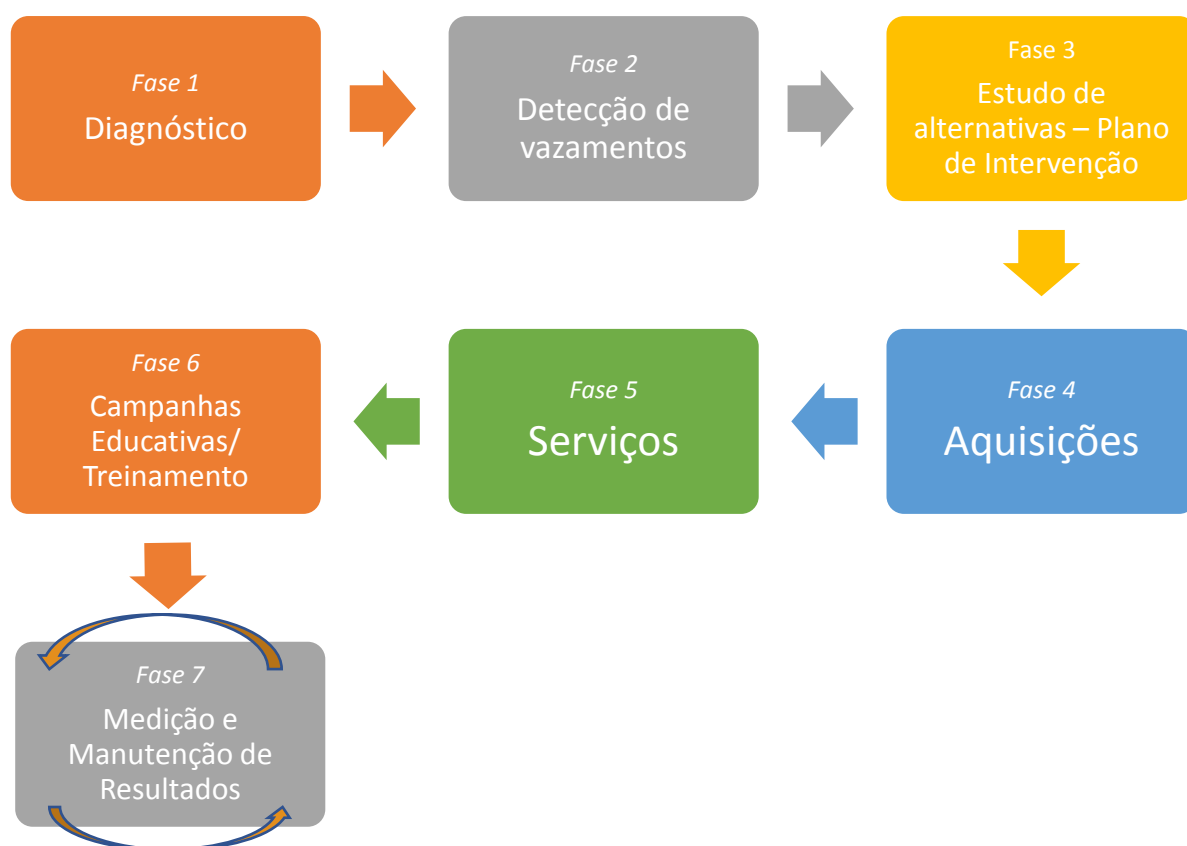 Fase 1
Diagnóstico
Fase 2
Detecção de
vazamentos
Fase 3
Estudo de
alternativas – Plano
de Intervenção
Fase 4
Aquisições
Fase 5
Serviços
Fase 6
Campanhas
Educativas/
Treinamento
Fase 7
Medição e
Manutenção de
Resultados